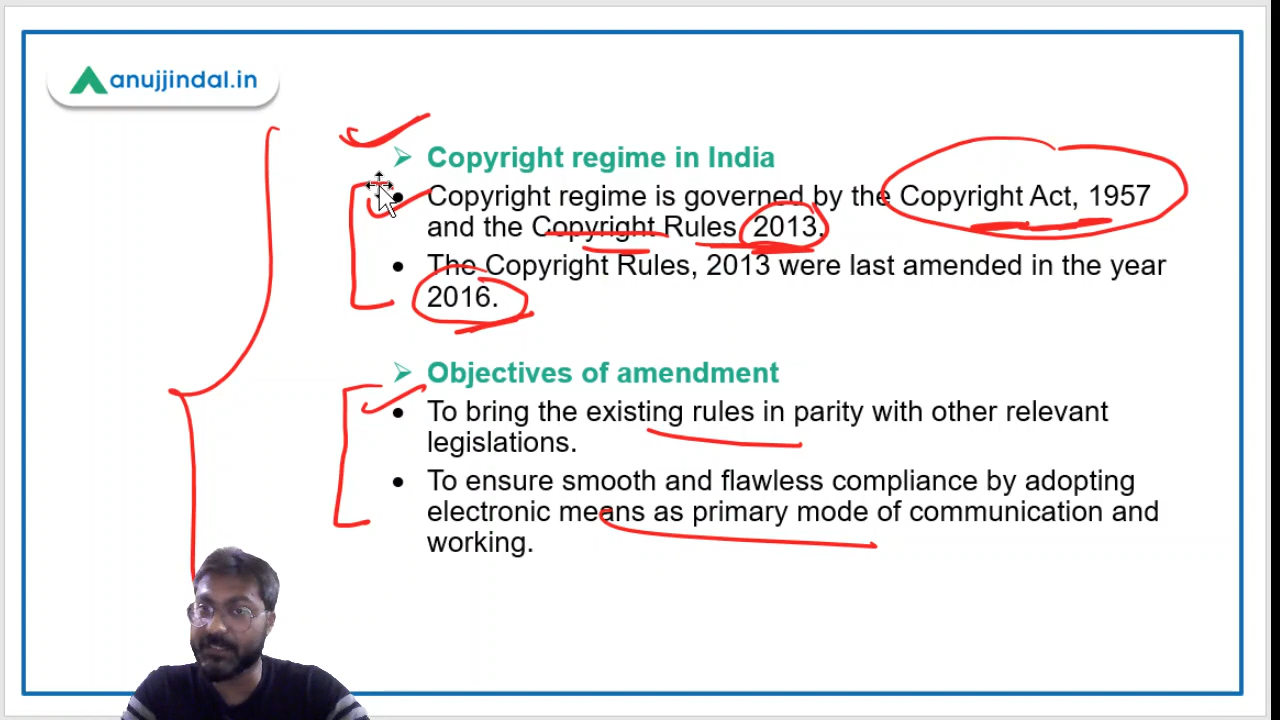 anujjindal.in
Copyright regime in India
Copyright regime is governed by the Copyright Act, 1957
and the Copyright Rules 2013.
The Copyright Rules, 2013 were last amended in the year
2016.
Objectives of amendment
To bring the existing rules in parity with other relevant
legislations.
To ensure smooth and flawless compliance by adopting
electronic means as primary mode of communication and
working.